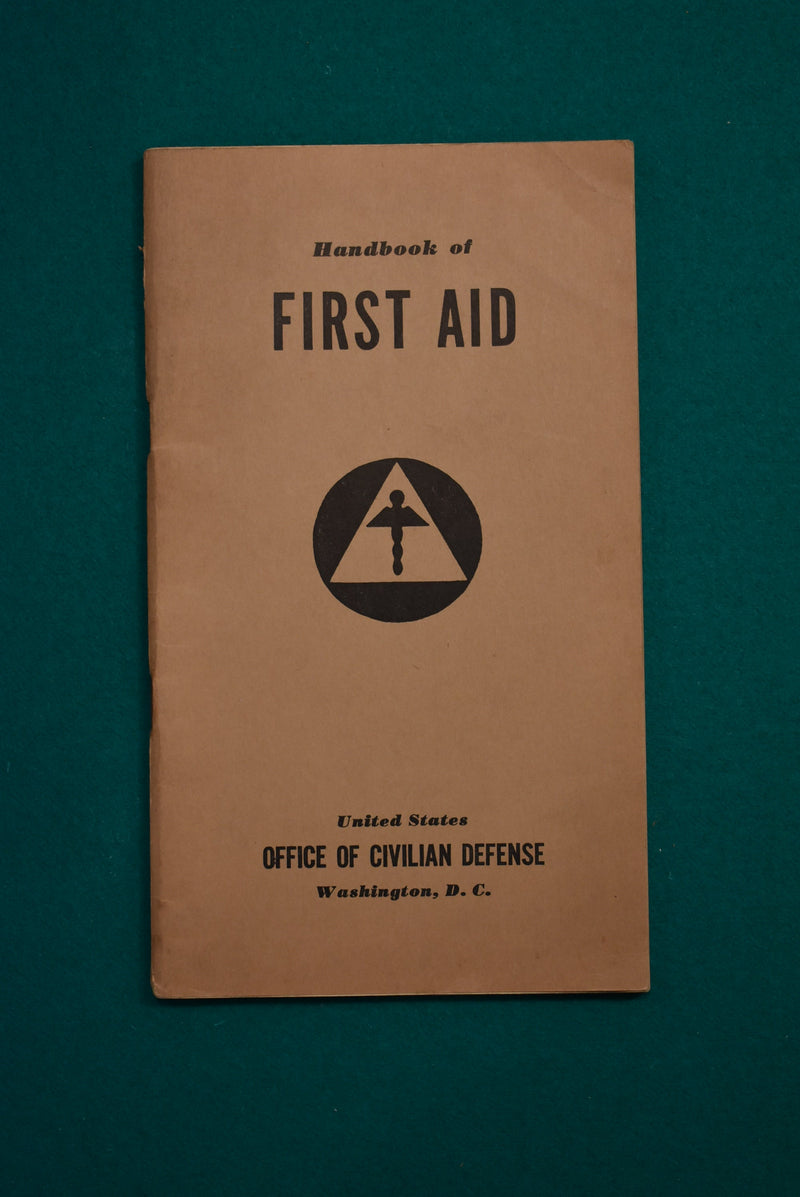 Handbook of
FIRST AID
United States
OFFICE OF CIVILIAN DEFENSE
Washington, D. C.